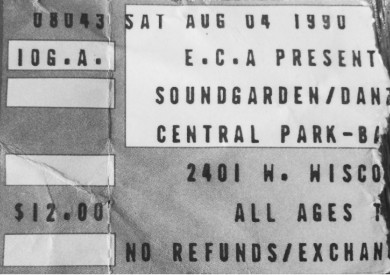 08043 SAT AUG 04 1990
10G.A. E.C.A PRESENT
SOUNDGARDEN/DANZ
CENTRAL PARK-BA
2401 W. WISCO
$12.00 ALL AGES T
NO REFUNDS/EXCHAN